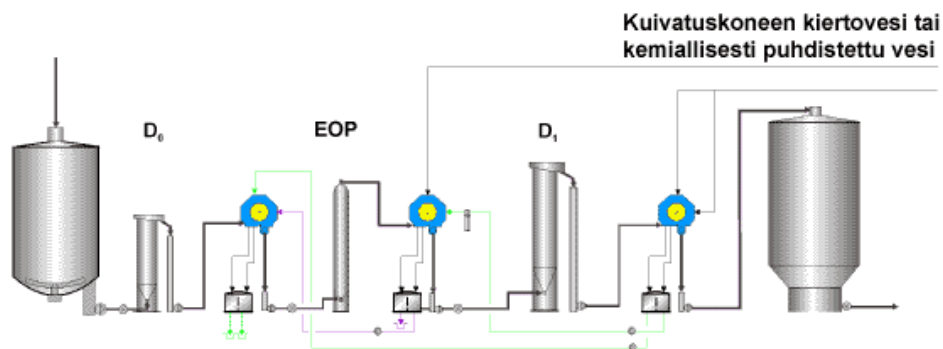 Kuivatuskoneen kiertovesi tai
kemiallisesti puhdistettu vesi
D₀
EOP
D₁